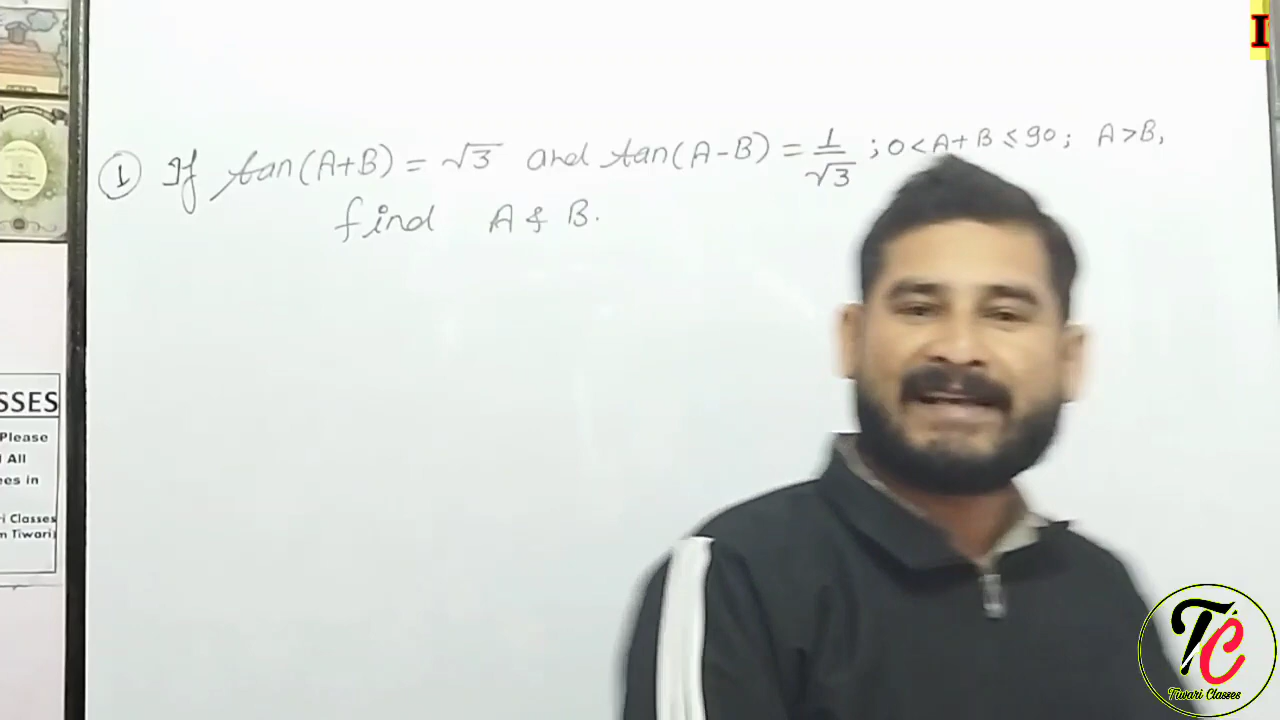 I
① If tan(A+B) = √3 and tan(A-B) = 1/√3 ; 0<A+B≤90; A>B,
find A & B.
SSES
Please
All
ees in
i Classes
m Tiwari)
TC
Tiwari Classes